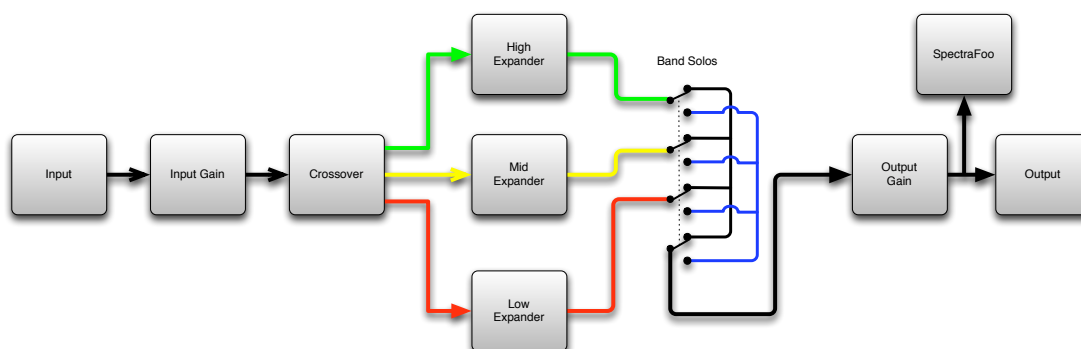 High
Expander
Band Solos
SpectraFoo
Input
Input Gain
Crossover
Mid
Expander
Output
Gain
Output
Low
Expander